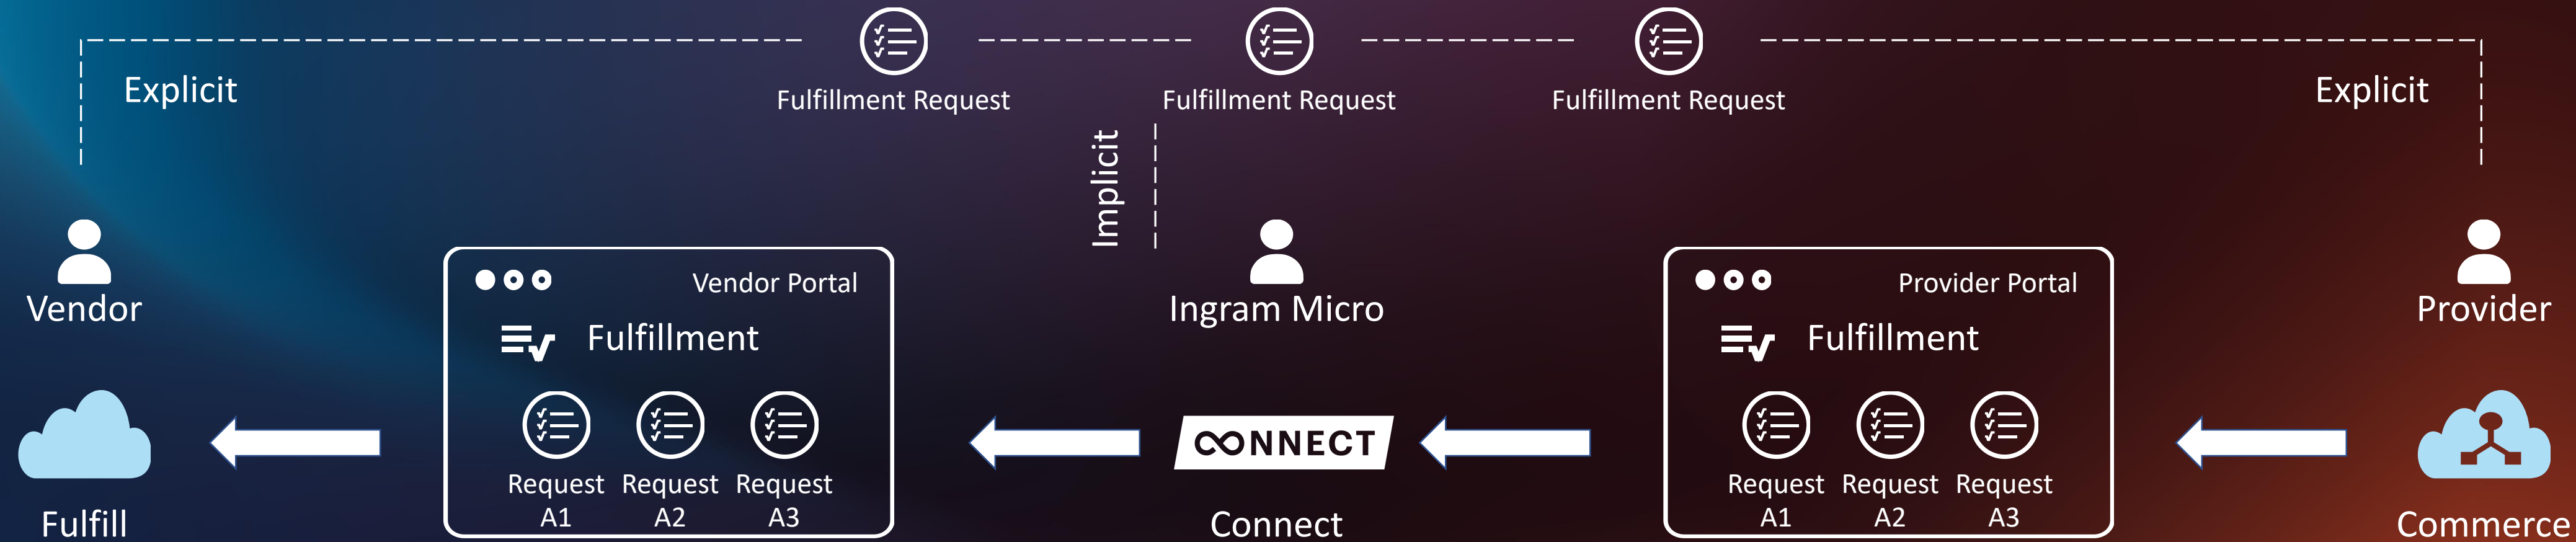 Explicit
Fulfillment Request
Fulfillment Request
Fulfillment Request
Explicit
Implicit
Vendor
Vendor Portal
Fulfillment
Request A1
Request A2
Request A3
Ingram Micro
CONNECT
Connect
Provider Portal
Fulfillment
Request A1
Request A2
Request A3
Provider
Fulfill
Commerce